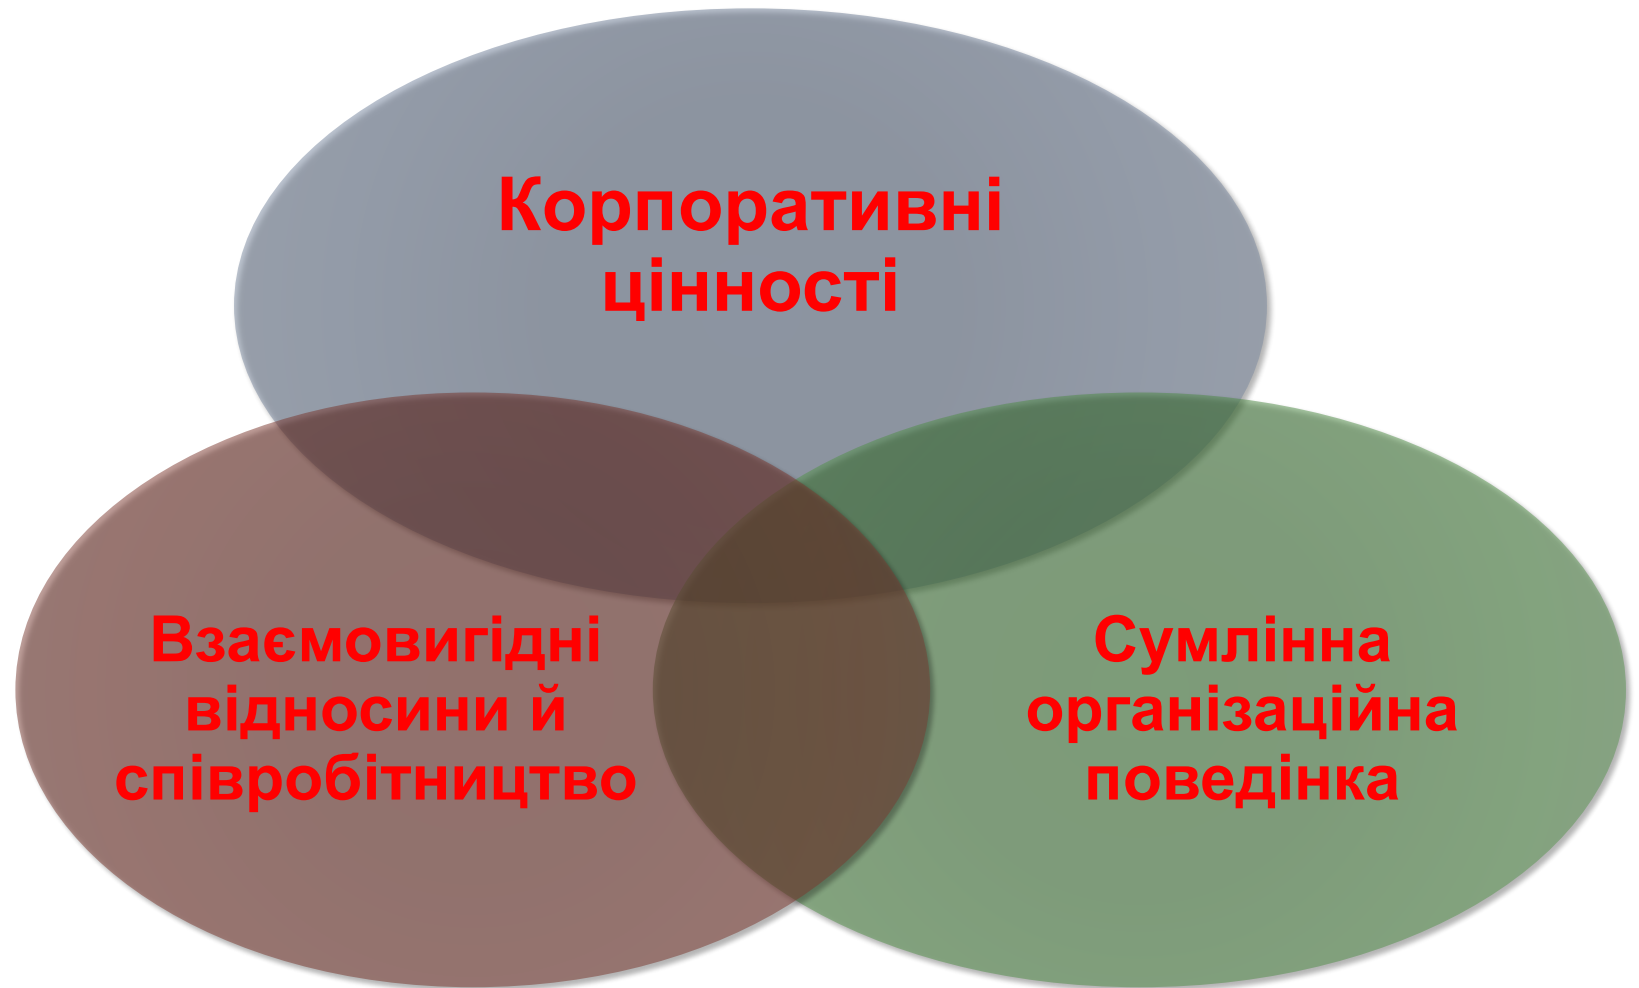 Корпоративні
цінності
Взаємовигідні
відносини й
співробітництво
Сумлінна
організаційна
поведінка